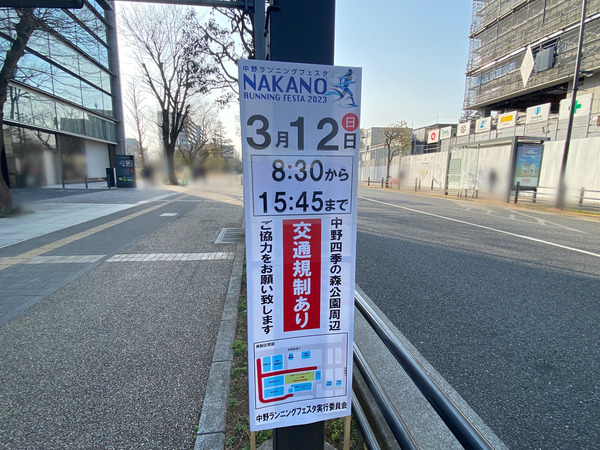 中野ランニングフェスタ
NAKANO
RUNNING FESTA 2023
3月12日㊐
8:30から
15:45まで
中野四季の森公園周辺
交通規制あり
ご協力をお願い致します
中野ランニングフェスタ実行委員会